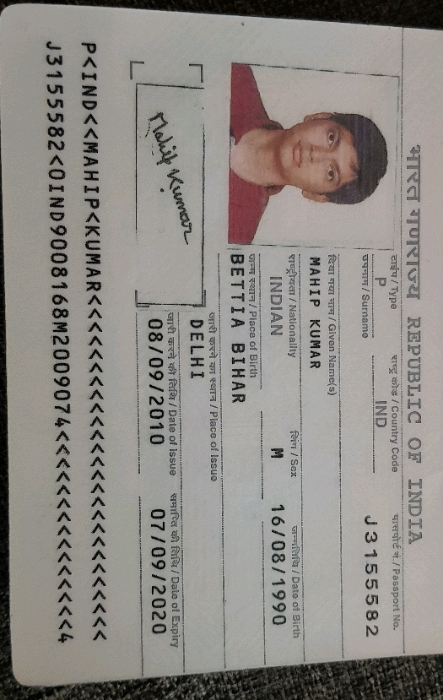 भारत गणराज्य REPUBLIC OF INDIA
टाईप / Type राष्ट्र कोड / Country Code पासपोर्ट नं. / Passport No.
P IND J3155582
उपनाम / Surname
दिया गया नाम / Given Name(s)
MAHIP KUMAR
राष्ट्रीयता / Nationality लिंग / Sex जन्मतिथि / Date of Birth
INDIAN M 16/08/1990
जन्म स्थान / Place of Birth
BETTIA BIHAR
जारी करने का स्थान / Place of Issue
DELHI
जारी करने की तिथि / Date of Issue समाप्ति की तिथि / Date of Expiry
08/09/2010 07/09/2020
Mahip Kumar
P<IND<<MAHIP<KUMAR<<<<<<<<<<<<<<<<<<<<<<<<<<
J3155582<0IND9008168M2009074<<<<<<<<<<<<<<<4